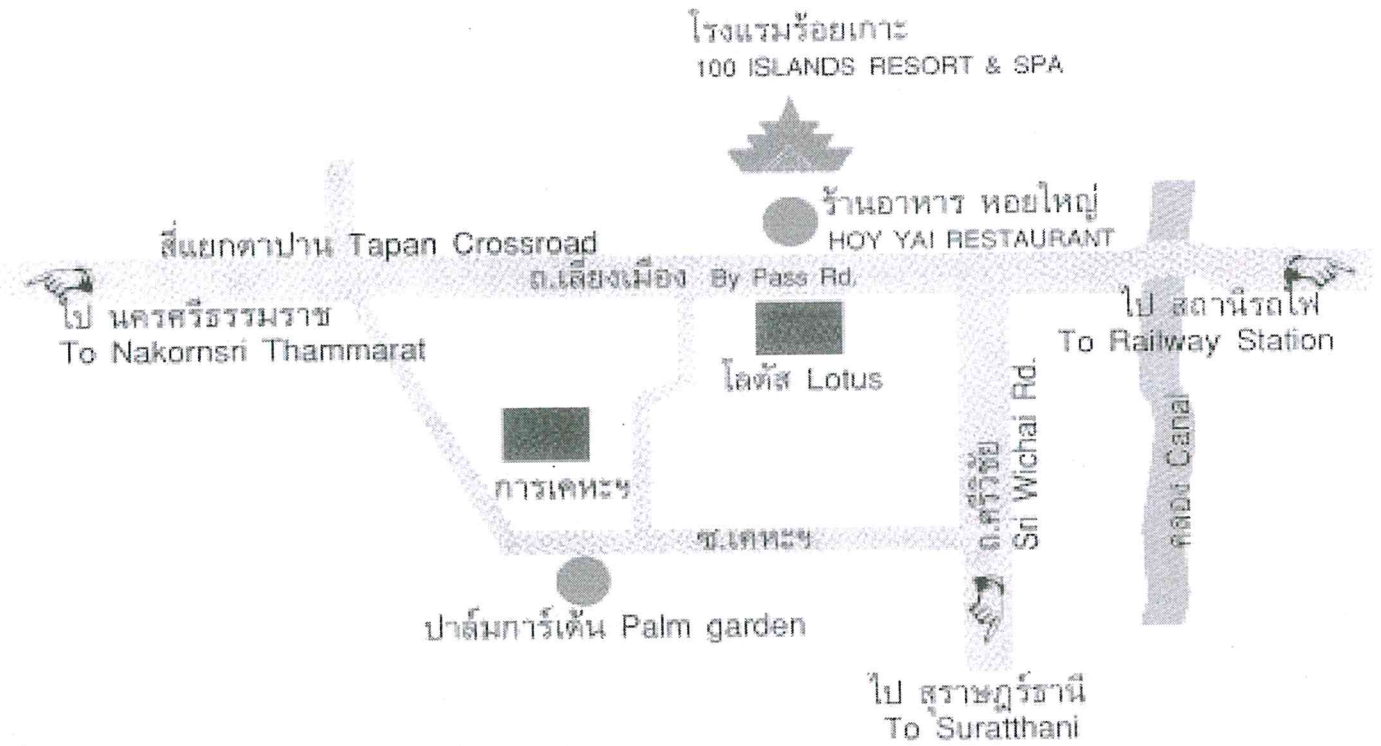 โรงแรมร้อยเกาะ
100 ISLANDS RESORT & SPA
ร้านอาหาร หอยใหญ่
HOY YAI RESTAURANT
สี่แยกตาปาน Tapan Crossroad
ถ.เลี่ยงเมือง By Pass Rd.
ไป นครศรีธรรมราช
To Nakornsri Thammarat
ไป สถานีรถไฟ
To Railway Station
โลตัส Lotus
การเคหะฯ
ซ.เคหะฯ
ถ.ศรีวิชัย
Sri Wichai Rd.
คลอง Canal
ปาล์มการ์เด้น Palm garden
ไป สุราษฎร์ธานี
To Suratthani